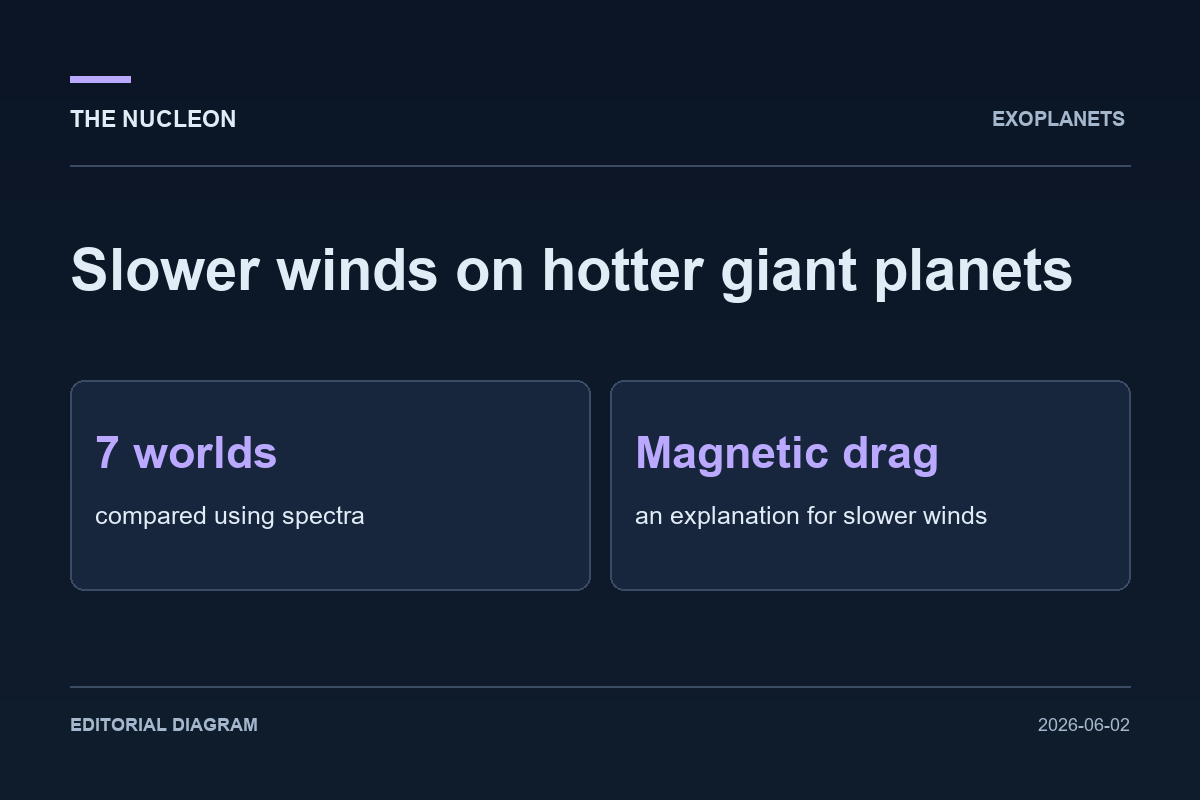 THE NUCLEON
EXOPLANETS
Slower winds on hotter giant planets
7 worlds
compared using spectra
Magnetic drag
an explanation for slower winds
EDITORIAL DIAGRAM
2026-06-02